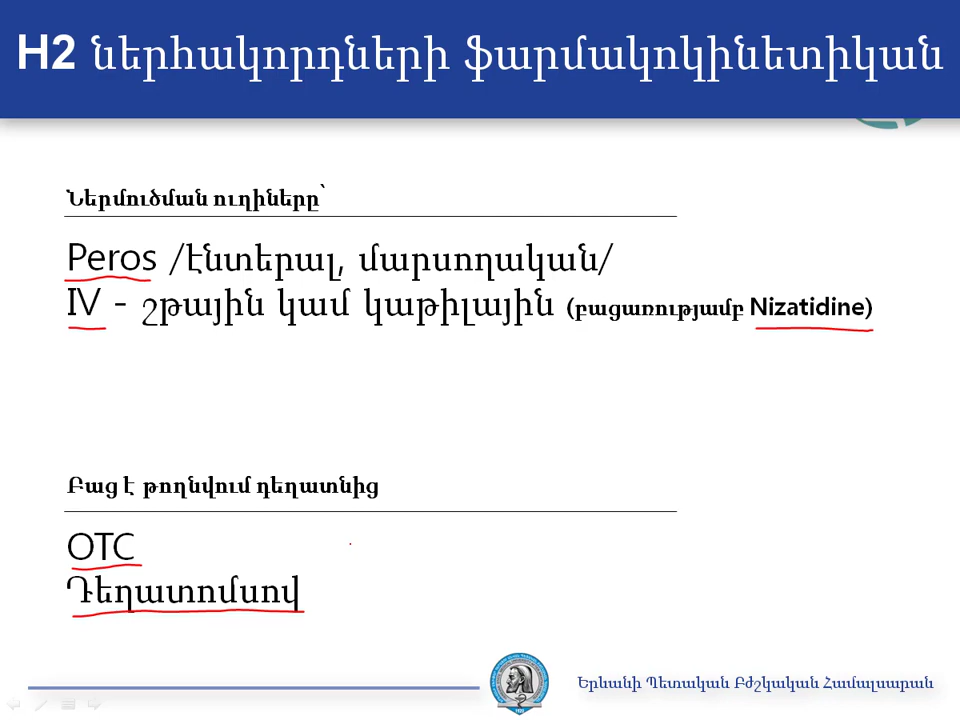 H2 ներհակորդների ֆարմակոկինետիկան
Ներմուծման ուղիները՝
Peros /էնտերալ, մարսողական/
IV - շթային կամ կաթիլային (բացառությամբ Nizatidine)
Բաց է թողնվում դեղատնից
OTC
Դեղատոմսով
Երևանի Պետական Բժշկական Համալսարան